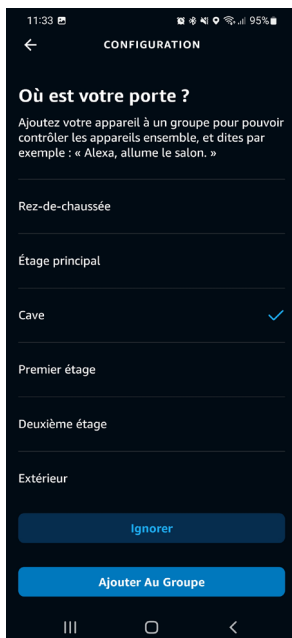 11:33 95%
CONFIGURATION
Où est votre porte ?
Ajoutez votre appareil à un groupe pour pouvoir
contrôler les appareils ensemble, et dites par
exemple : « Alexa, allume le salon. »
Rez-de-chaussée
Étage principal
Cave
Premier étage
Deuxième étage
Extérieur
Ignorer
Ajouter Au Groupe